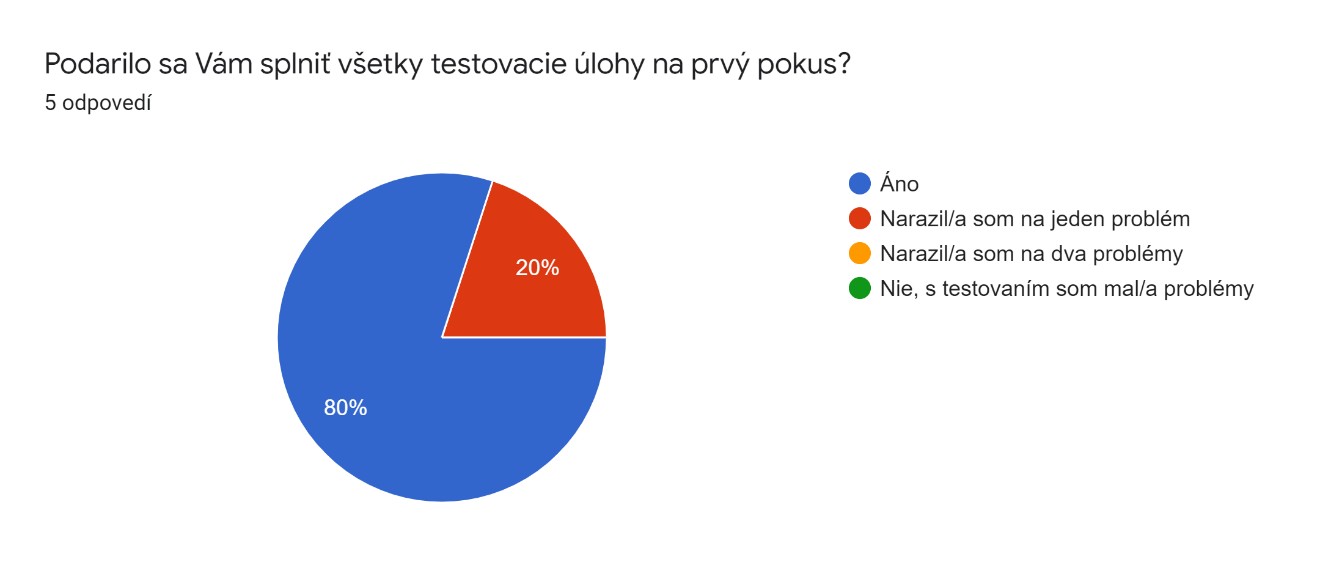 Podarilo sa Vám splniť všetky testovacie úlohy na prvý pokus?
5 odpovedí
Áno
Narazil/a som na jeden problém
Narazil/a som na dva problémy
Nie, s testovaním som mal/a problémy
20%
80%